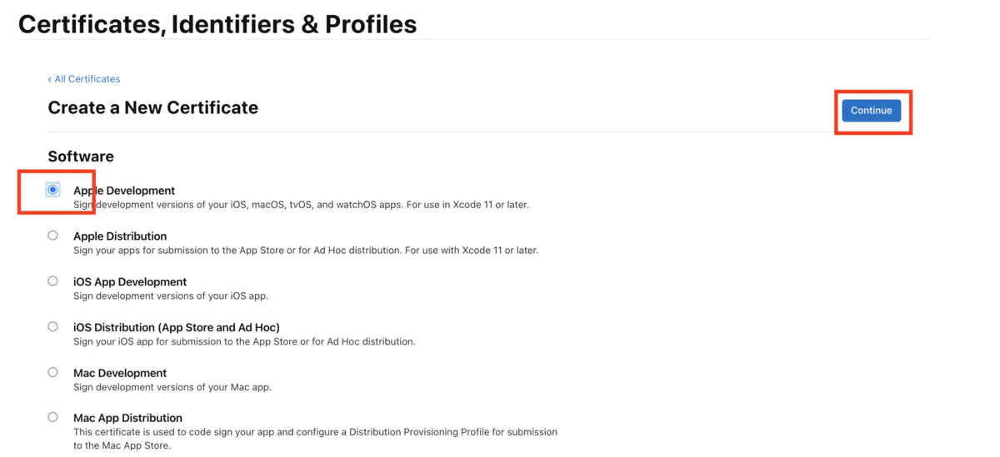 Certificates, Identifiers & Profiles
‹ All Certificates
Create a New Certificate
Continue
Software
Apple Development
Sign development versions of your iOS, macOS, tvOS, and watchOS apps. For use in Xcode 11 or later.
Apple Distribution
Sign your apps for submission to the App Store or for Ad Hoc distribution. For use with Xcode 11 or later.
iOS App Development
Sign development versions of your iOS app.
iOS Distribution (App Store and Ad Hoc)
Sign your iOS app for submission to the App Store or for Ad Hoc distribution.
Mac Development
Sign development versions of your Mac app.
Mac App Distribution
This certificate is used to code sign your app and configure a Distribution Provisioning Profile for submission
to the Mac App Store.